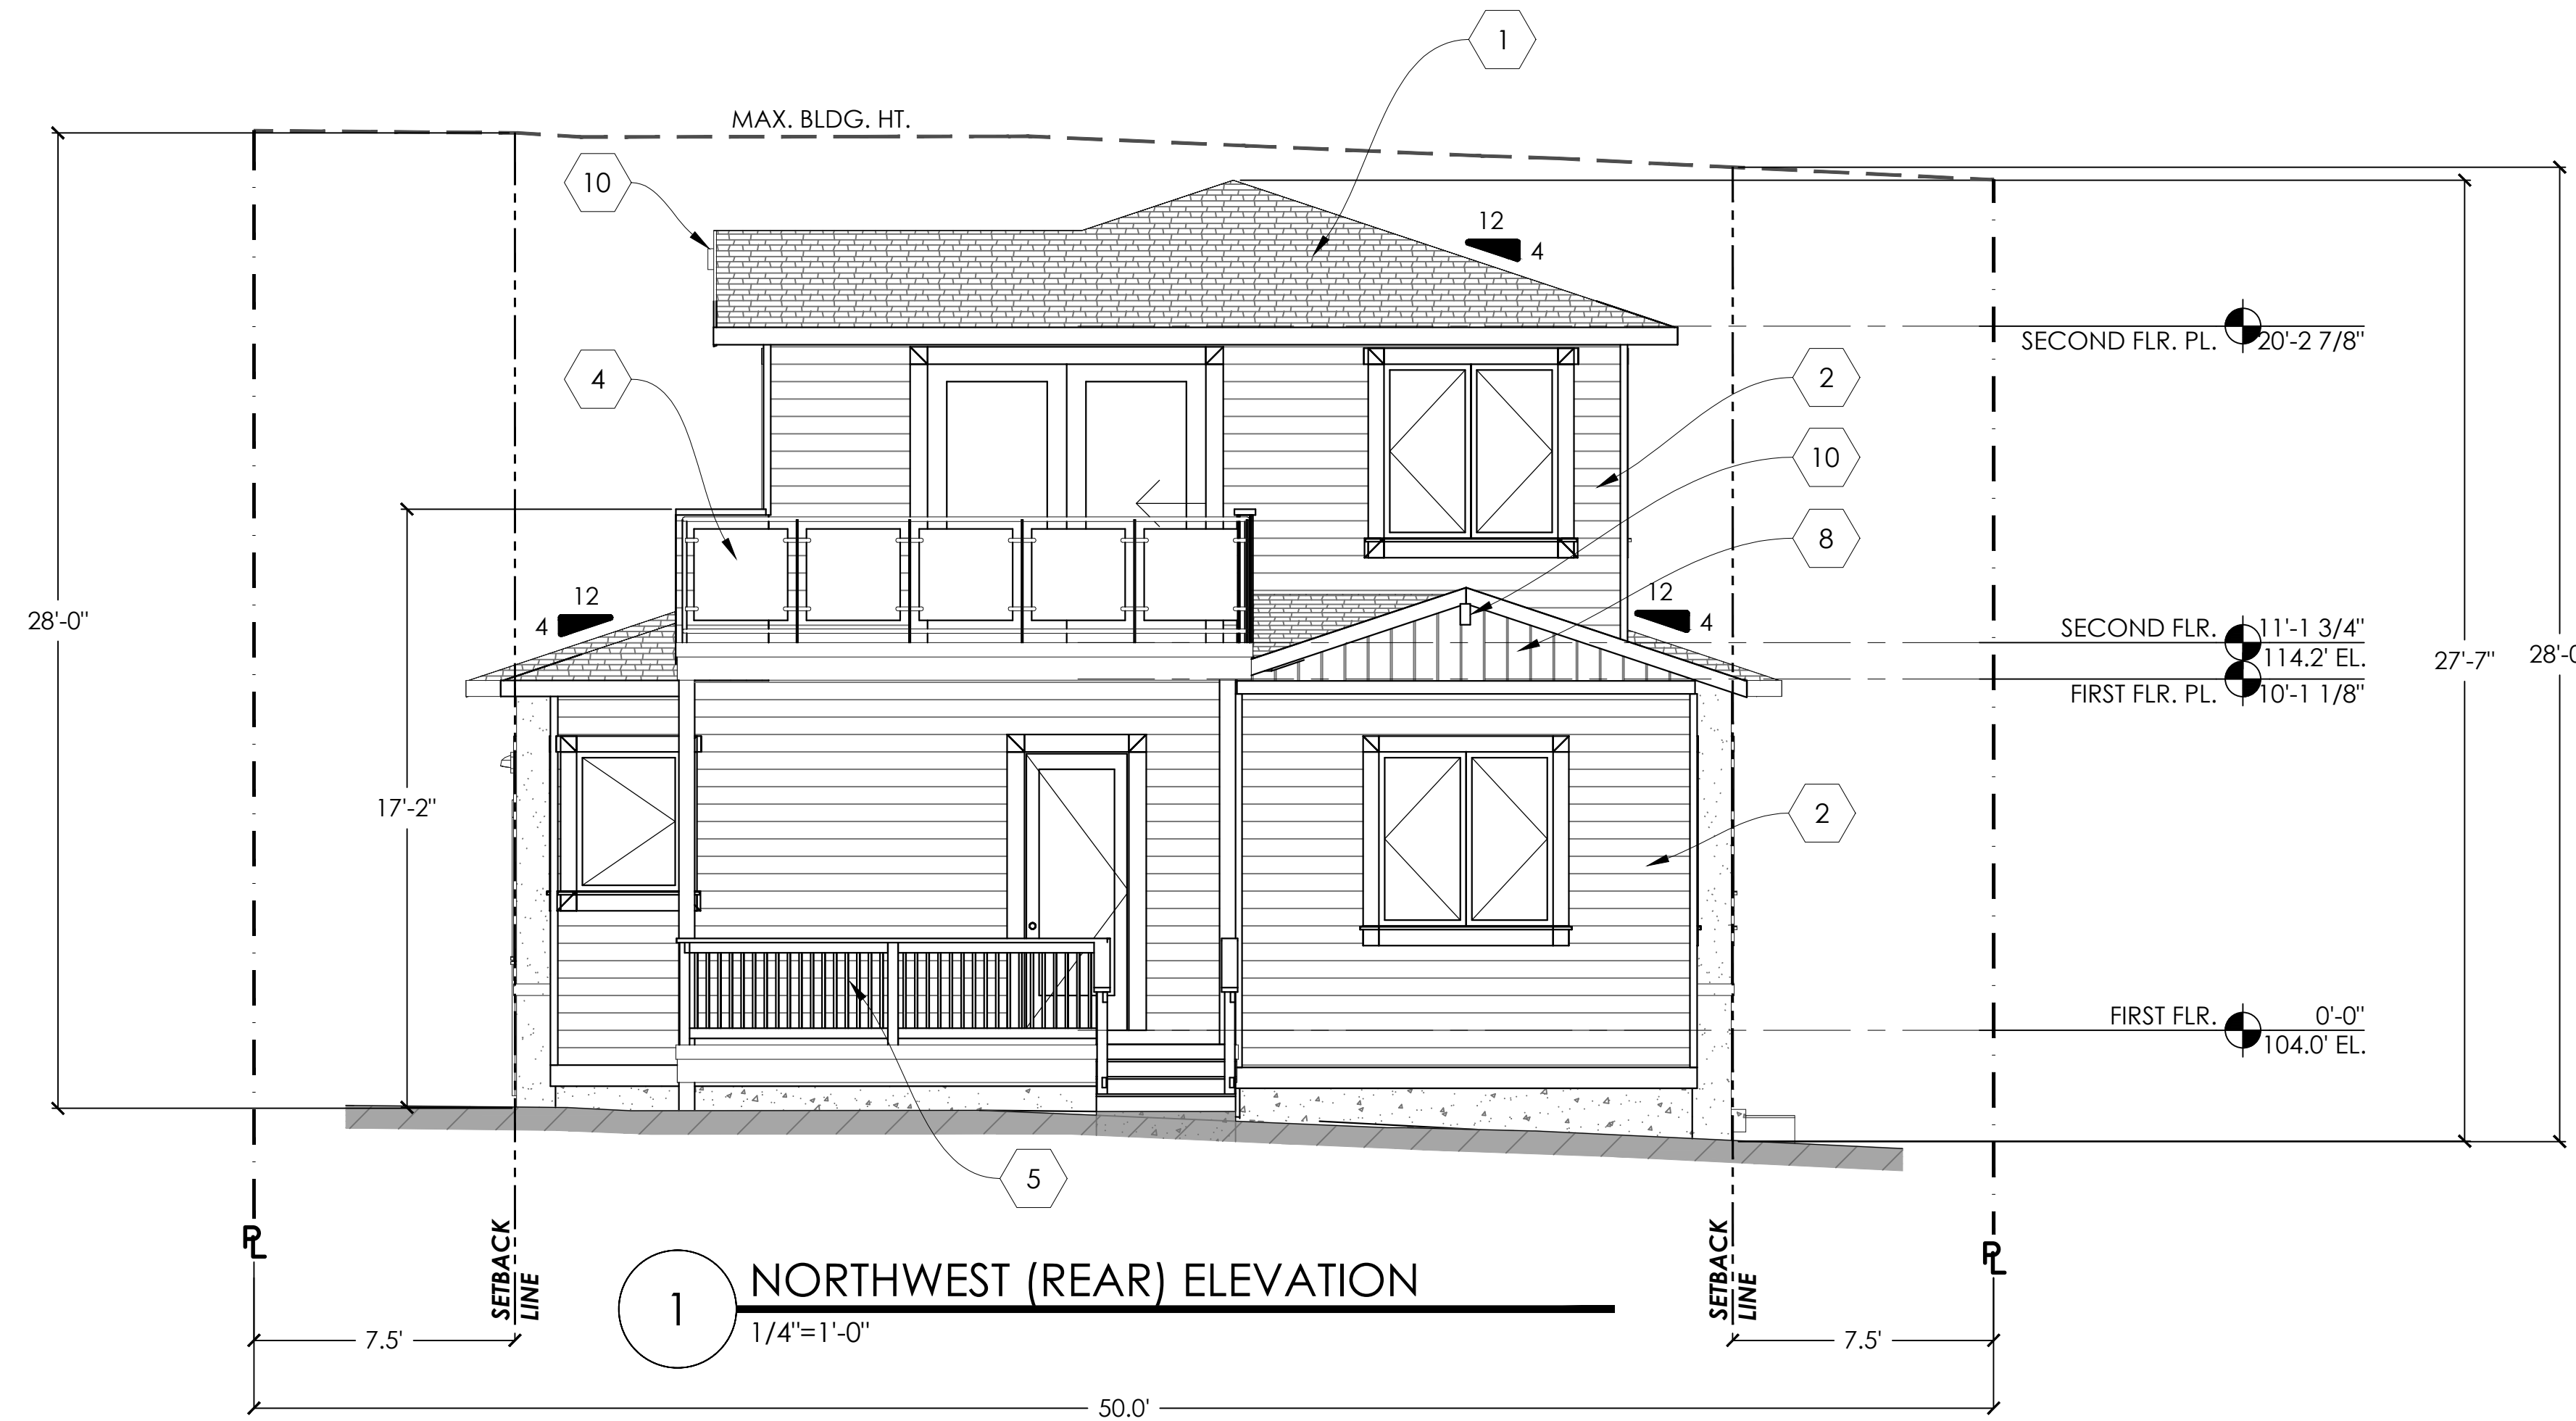 1
MAX. BLDG. HT.
10
12
4
SECOND FLR. PL. 20'-2 7/8"
4
2
10
8
12
4
12
4
28'-0"
SECOND FLR. 11'-1 3/4"
114.2' EL.
FIRST FLR. PL. 10'-1 1/8"
27'-7"
28'-0
17'-2"
2
FIRST FLR. 0'-0"
104.0' EL.
5
PL
PL
SETBACK
LINE
SETBACK
LINE
1
NORTHWEST (REAR) ELEVATION
1/4"=1'-0"
7.5'
7.5'
50.0'